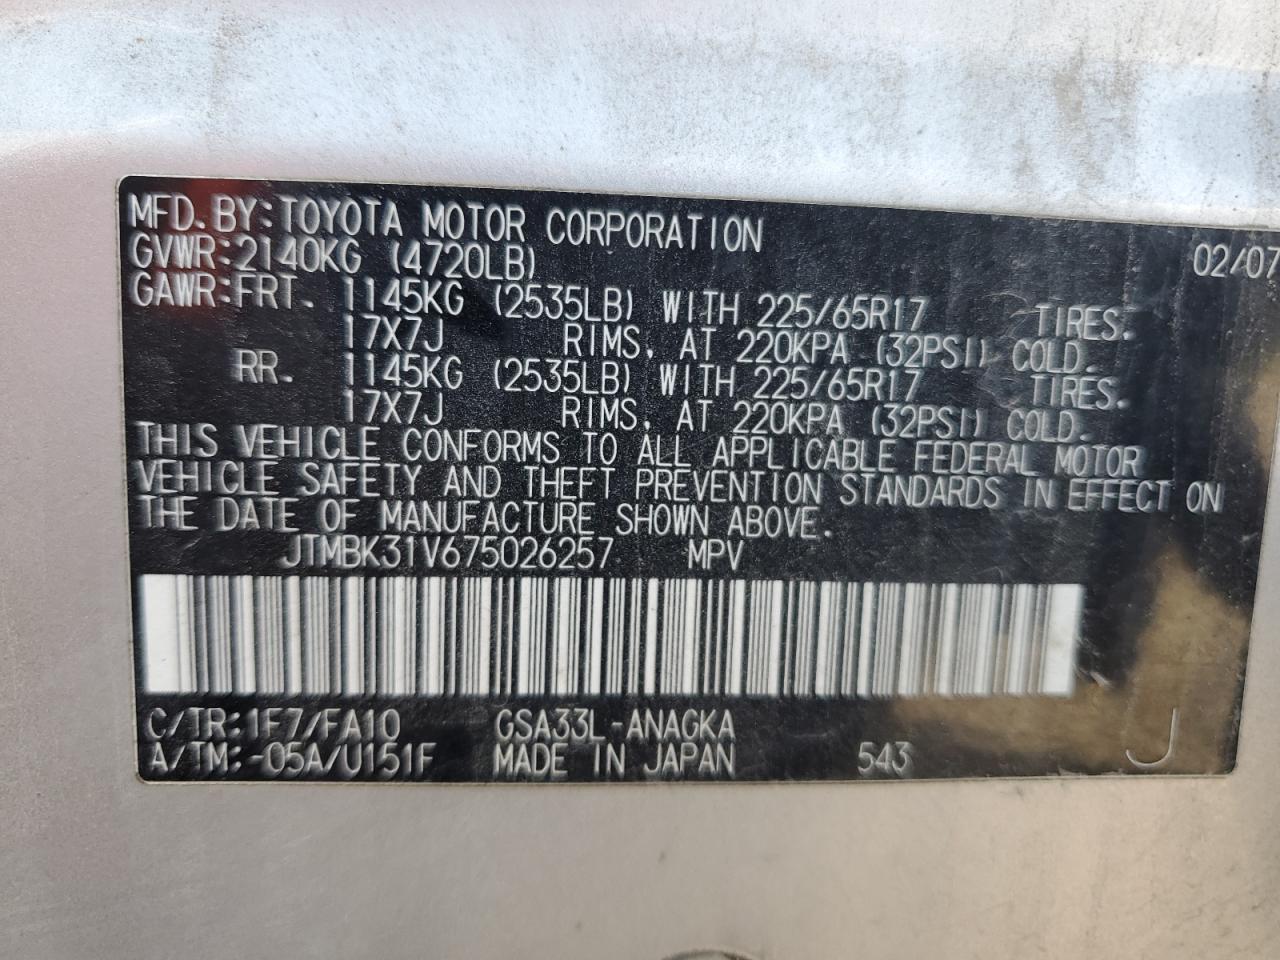 MFD. BY: TOYOTA MOTOR CORPORATION 02/07
GVWR: 2140KG (4720LB)
GAWR: FRT. 1145KG (2535LB) WITH 225/65R17 TIRES.
17X7J RIMS, AT 220KPA (32PSI) COLD.
RR. 1145KG (2535LB) WITH 225/65R17 TIRES.
17X7J RIMS, AT 220KPA (32PSI) COLD.
THIS VEHICLE CONFORMS TO ALL APPLICABLE FEDERAL MOTOR
VEHICLE SAFETY AND THEFT PREVENTION STANDARDS IN EFFECT ON
THE DATE OF MANUFACTURE SHOWN ABOVE.
JTMBK31V675026257 MPV
C/TR: 1F7/FA10 GSA33L-ANAGKA
A/TM: -05A/U151F MADE IN JAPAN 543 J